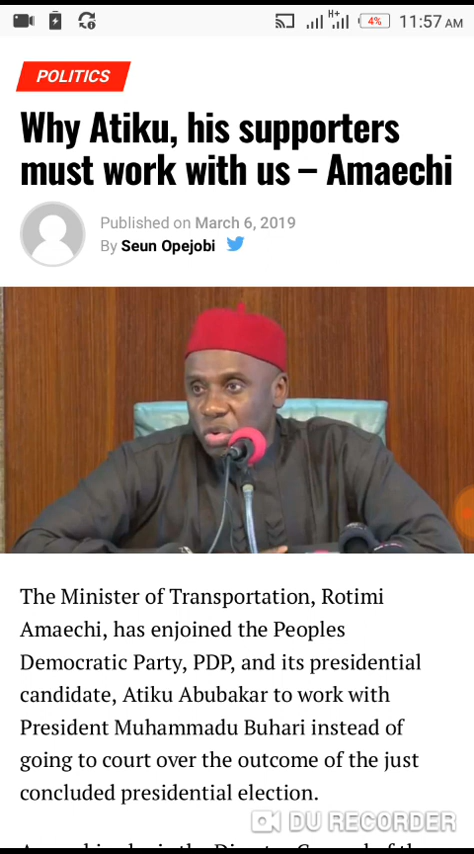 H+
4%
11:57 AM
POLITICS
Why Atiku, his supporters
must work with us – Amaechi
Published on March 6, 2019
By Seun Opejobi
The Minister of Transportation, Rotimi
Amaechi, has enjoined the Peoples
Democratic Party, PDP, and its presidential
candidate, Atiku Abubakar to work with
President Muhammadu Buhari instead of
going to court over the outcome of the just
concluded presidential election.
DU RECORDER